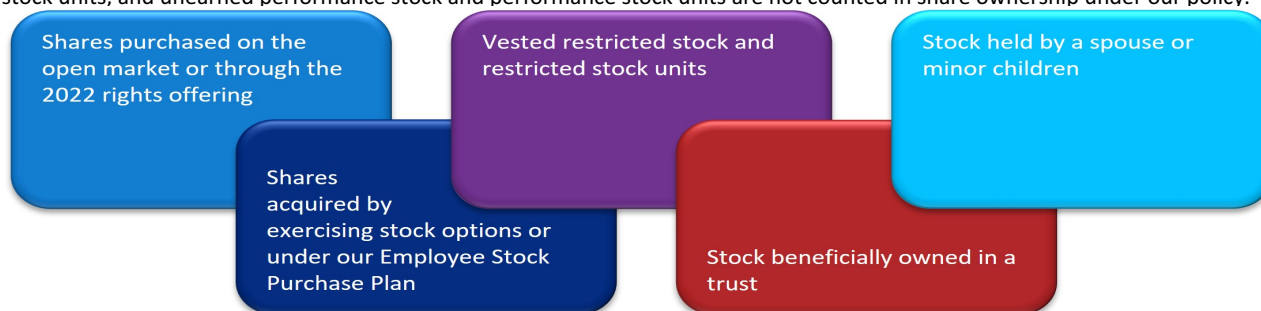 stock units, and unearned performance stock and performance stock units are not counted in share ownership under our policy.
Shares purchased on the
open market or through the
2022 rights offering
Shares
acquired by
exercising stock options or
under our Employee Stock
Purchase Plan
Vested restricted stock and
restricted stock units
Stock beneficially owned in a
trust
Stock held by a spouse or
minor children